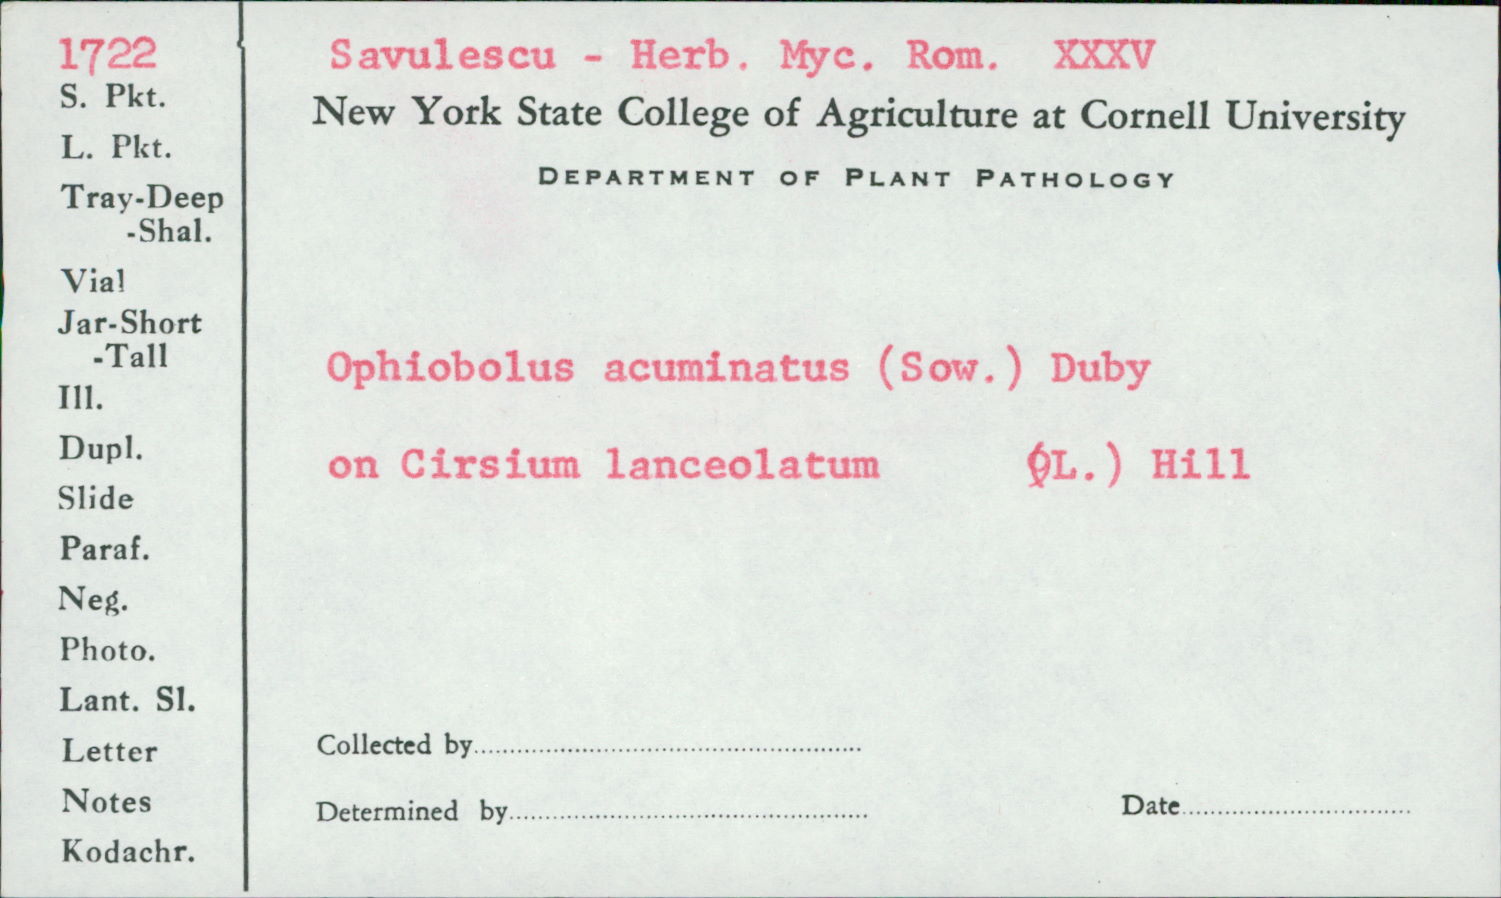 1722
S. Pkt.
L. Pkt.
Tray-Deep
-Shal.
Vial
Jar-Short
-Tall
Ill.
Dupl.
Slide
Paraf.
Neg.
Photo.
Lant. Sl.
Letter
Notes
Kodachr.
Savulescu - Herb. Myc. Rom. XXXV
New York State College of Agriculture at Cornell University
DEPARTMENT OF PLANT PATHOLOGY
Ophiobolus acuminatus (Sow.) Duby
on Cirsium lanceolatum (L.) Hill
Collected by
Determined by
Date